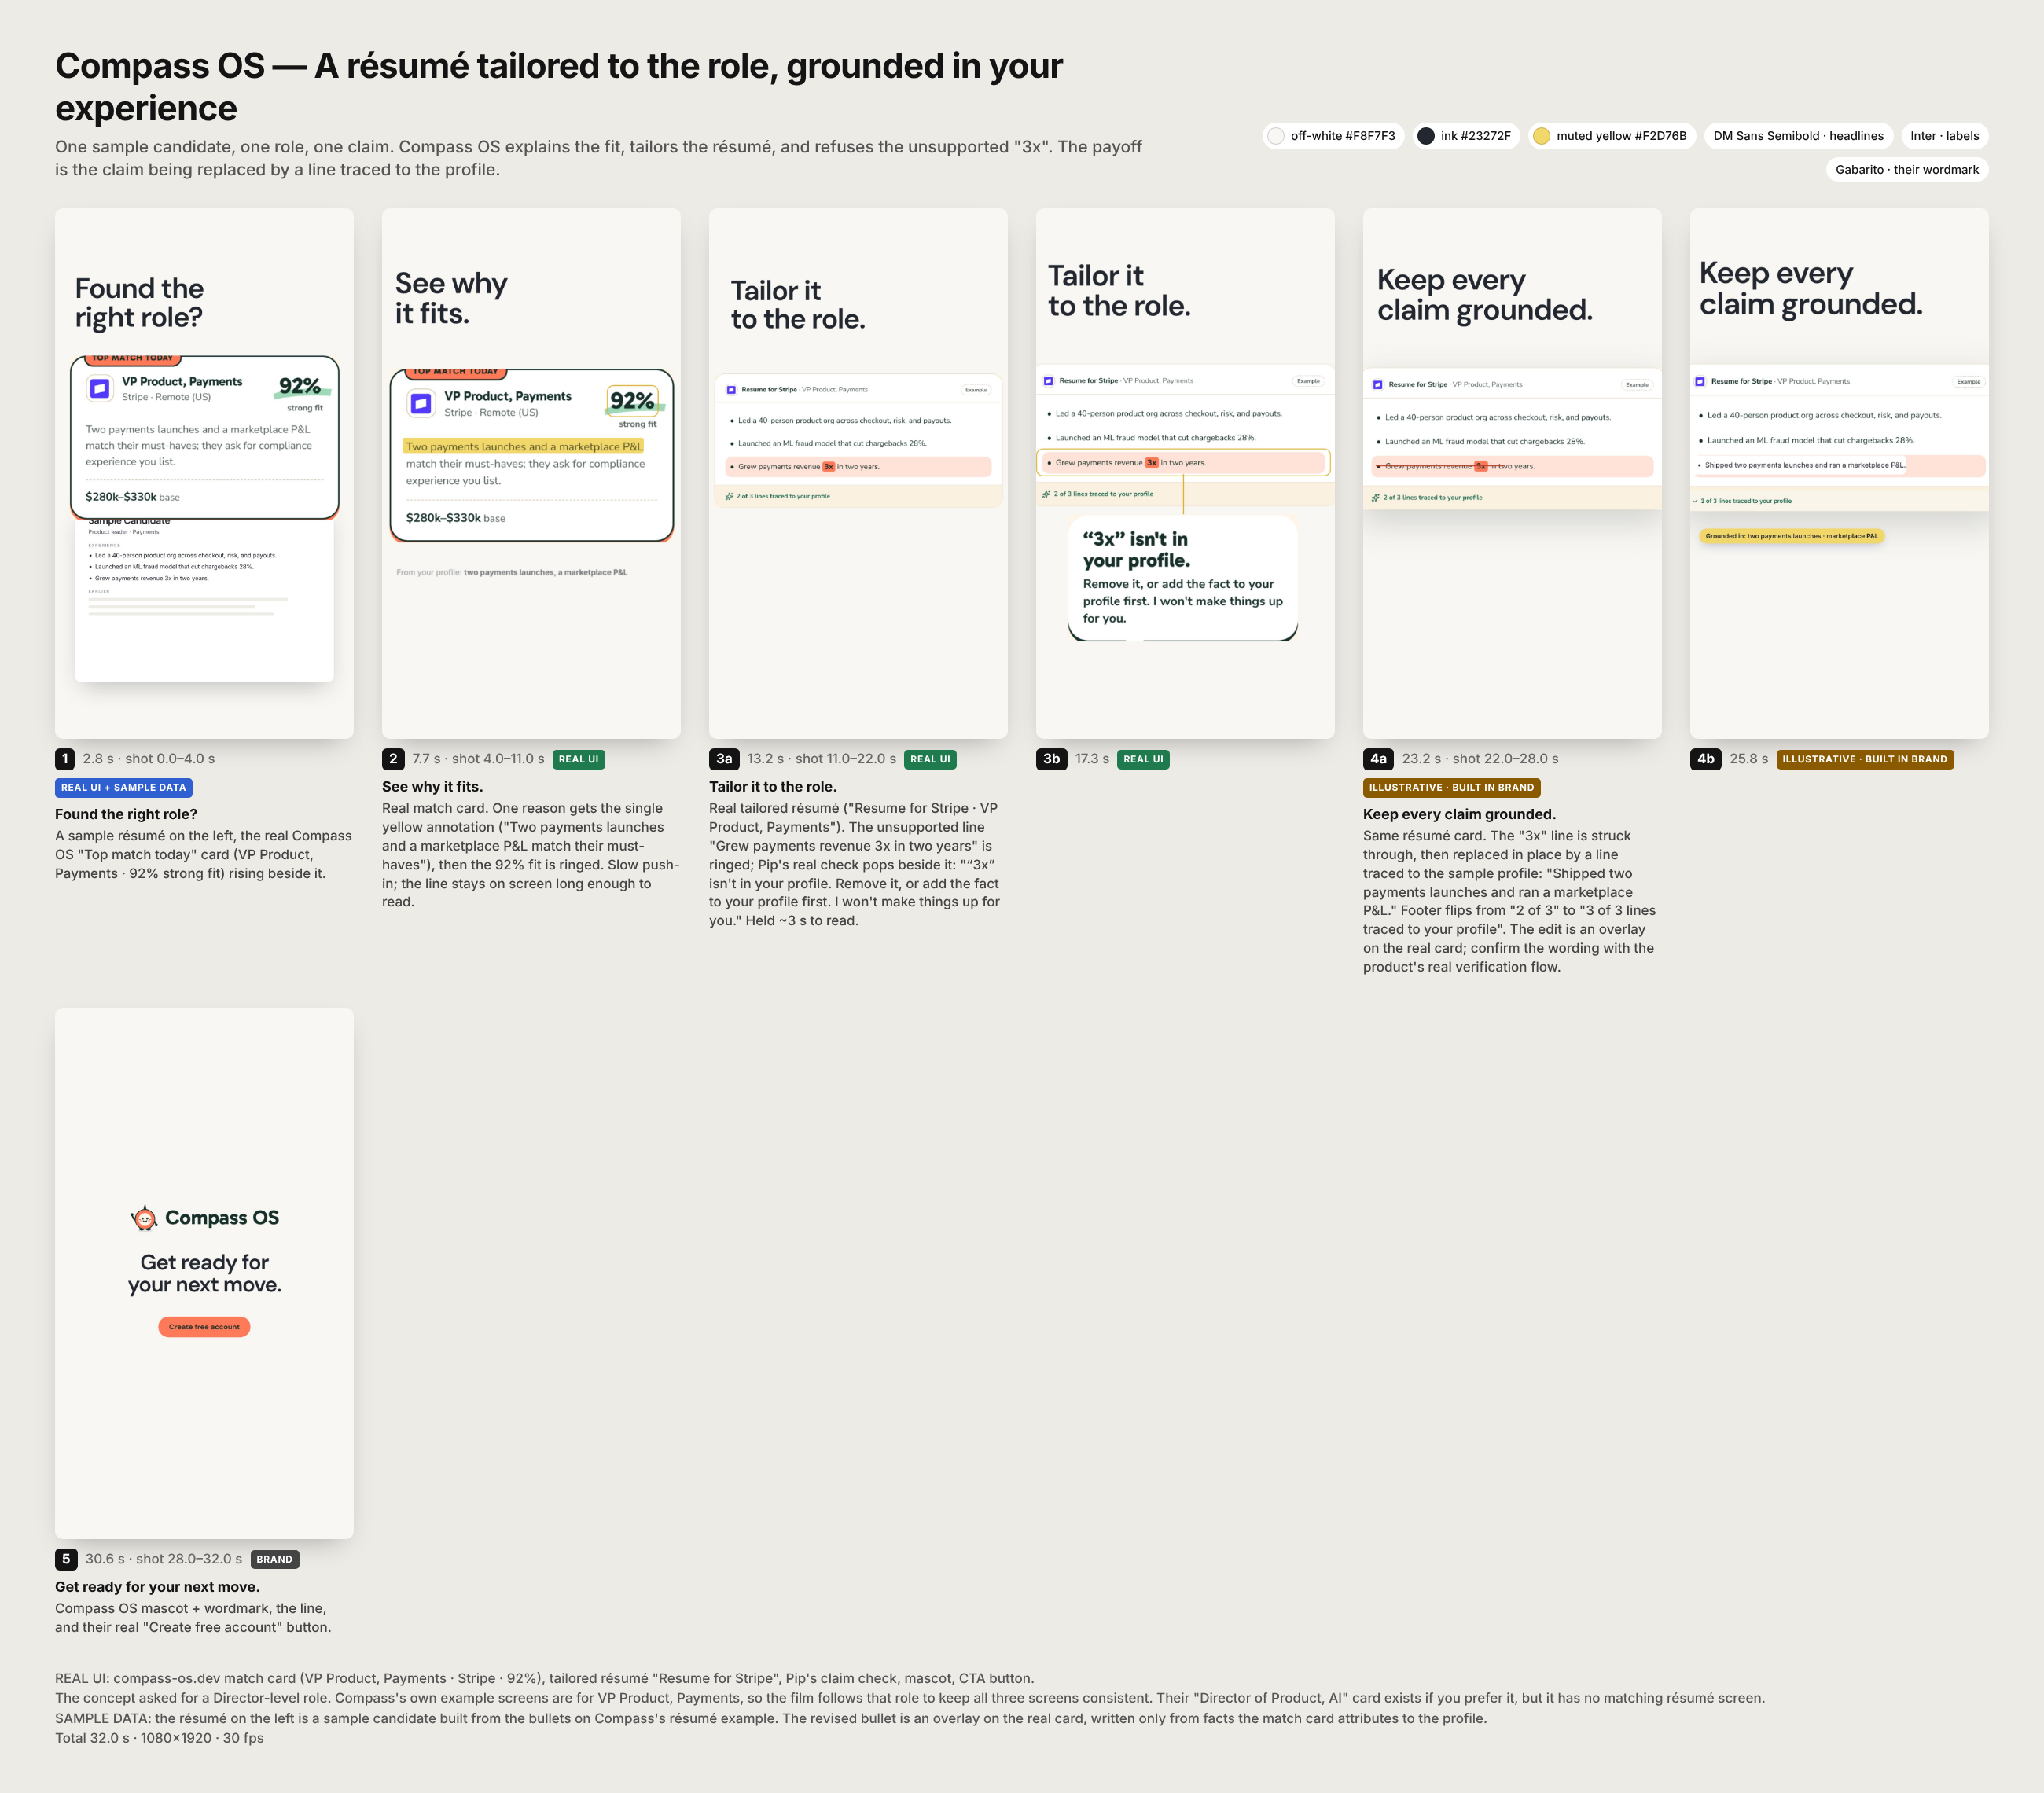 Compass OS — A résumé tailored to the role, grounded in your
experience
One sample candidate, one role, one claim. Compass OS explains the fit, tailors the résumé, and refuses the unsupported "3x". The payoff
is the claim being replaced by a line traced to the profile.
off-white #F8F7F3
ink #23272F
muted yellow #F2D76B
DM Sans Semibold · headlines
Inter · labels
Gabarito · their wordmark
Found the
right role?
TOP MATCH TODAY
VP Product, Payments
Stripe · Remote (US)
92%
strong fit
Two payments launches and a marketplace P&L
match their must-haves; they ask for compliance
experience you list.
$280k–$330k base
Sample Candidate
Product leader · Payments
EXPERIENCE
• Led a 40-person product org across checkout, risk, and payouts.
• Launched an ML fraud model that cut chargebacks 28%.
• Grew payments revenue 3x in two years.
EARLIER
1 2.8 s · shot 0.0–4.0 s
REAL UI + SAMPLE DATA
Found the right role?
A sample résumé on the left, the real Compass
OS "Top match today" card (VP Product,
Payments · 92% strong fit) rising beside it.
See why
it fits.
TOP MATCH TODAY
VP Product, Payments
Stripe · Remote (US)
92%
strong fit
Two payments launches and a marketplace P&L
match their must-haves; they ask for compliance
experience you list.
$280k–$330k base
From your profile: two payments launches, a marketplace P&L
2 7.7 s · shot 4.0–11.0 s REAL UI
See why it fits.
Real match card. One reason gets the single
yellow annotation ("Two payments launches
and a marketplace P&L match their must-
haves"), then the 92% fit is ringed. Slow push-
in; the line stays on screen long enough to
read.
Tailor it
to the role.
Resume for Stripe · VP Product, Payments
Example
• Led a 40-person product org across checkout, risk, and payouts.
• Launched an ML fraud model that cut chargebacks 28%.
• Grew payments revenue 3x in two years.
2 of 3 lines traced to your profile
3a 13.2 s · shot 11.0–22.0 s REAL UI
Tailor it to the role.
Real tailored résumé ("Resume for Stripe · VP
Product, Payments"). The unsupported line
"Grew payments revenue 3x in two years" is
ringed; Pip's real check pops beside it: "“3x”
isn't in your profile. Remove it, or add the fact
to your profile first. I won't make things up for
you." Held ~3 s to read.
Tailor it
to the role.
Resume for Stripe · VP Product, Payments
Example
• Led a 40-person product org across checkout, risk, and payouts.
• Launched an ML fraud model that cut chargebacks 28%.
• Grew payments revenue 3x in two years.
2 of 3 lines traced to your profile
“3x” isn't in
your profile.
Remove it, or add the fact to your
profile first. I won't make things up
for you.
3b 17.3 s REAL UI
Keep every
claim grounded.
Resume for Stripe · VP Product, Payments
Example
• Led a 40-person product org across checkout, risk, and payouts.
• Launched an ML fraud model that cut chargebacks 28%.
• Grew payments revenue 3x in two years.
2 of 3 lines traced to your profile
4a 23.2 s · shot 22.0–28.0 s
ILLUSTRATIVE · BUILT IN BRAND
Keep every claim grounded.
Same résumé card. The "3x" line is struck
through, then replaced in place by a line
traced to the sample profile: "Shipped two
payments launches and ran a marketplace
P&L." Footer flips from "2 of 3" to "3 of 3 lines
traced to your profile". The edit is an overlay
on the real card; confirm the wording with the
product's real verification flow.
Keep every
claim grounded.
Resume for Stripe · VP Product, Payments
Example
• Led a 40-person product org across checkout, risk, and payouts.
• Launched an ML fraud model that cut chargebacks 28%.
• Shipped two payments launches and ran a marketplace P&L.
✓ 3 of 3 lines traced to your profile
Grounded in: two payments launches · marketplace P&L
4b 25.8 s ILLUSTRATIVE · BUILT IN BRAND
Compass OS
Get ready for
your next move.
Create free account
5 30.6 s · shot 28.0–32.0 s BRAND
Get ready for your next move.
Compass OS mascot + wordmark, the line,
and their real "Create free account" button.
REAL UI: compass-os.dev match card (VP Product, Payments · Stripe · 92%), tailored résumé "Resume for Stripe", Pip's claim check, mascot, CTA button.
The concept asked for a Director-level role. Compass's own example screens are for VP Product, Payments, so the film follows that role to keep all three screens consistent. Their "Director of Product, AI" card exists if you prefer it, but it has no matching résumé screen.
SAMPLE DATA: the résumé on the left is a sample candidate built from the bullets on Compass's résumé example. The revised bullet is an overlay on the real card, written only from facts the match card attributes to the profile.
Total 32.0 s · 1080×1920 · 30 fps